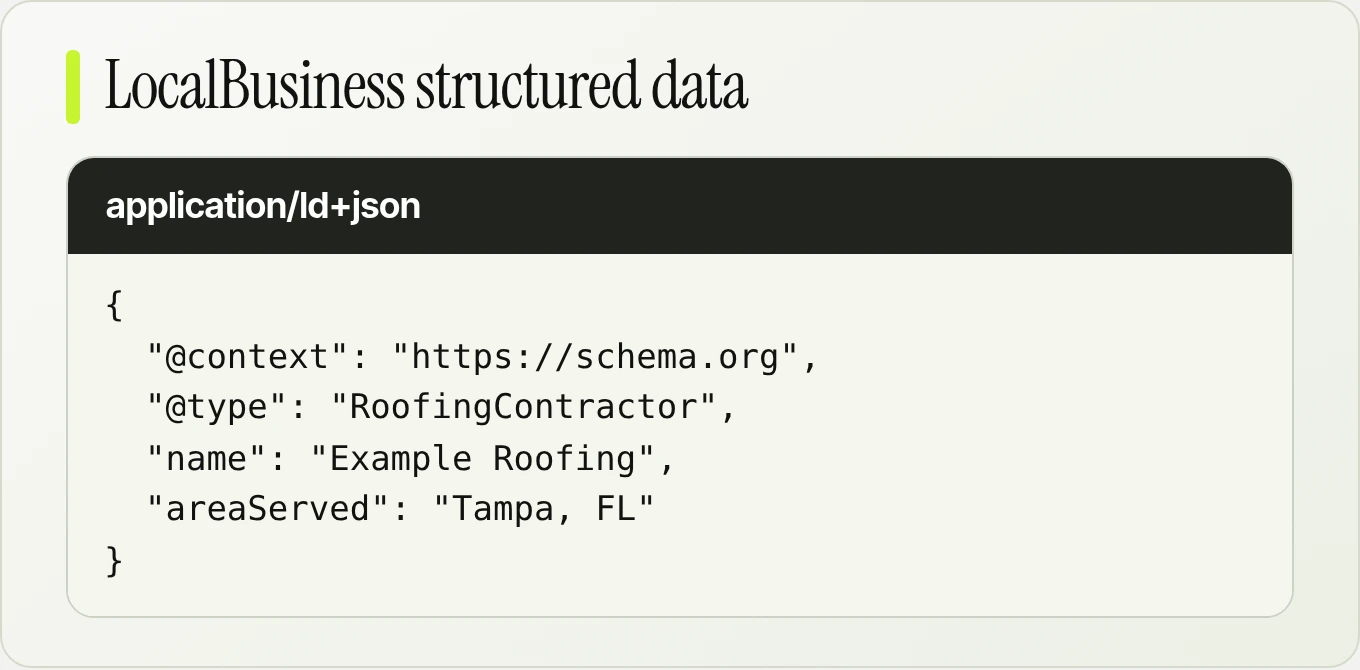 LocalBusiness structured data
application/ld+json
{
  "@context": "https://schema.org",
  "@type": "RoofingContractor",
  "name": "Example Roofing",
  "areaServed": "Tampa, FL"
}